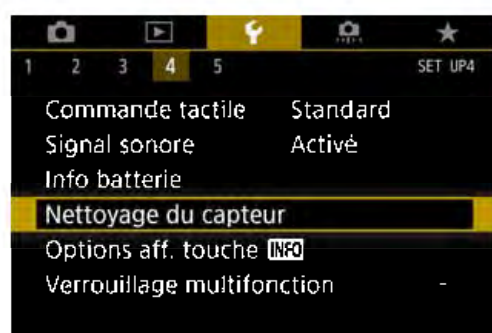 1 2 3 4 5 SET UP4
Commande tactile Standard
Signal sonore Activé
Info batterie
Nettoyage du capteur
Options aff. touche INFO
Verrouillage multifonction -